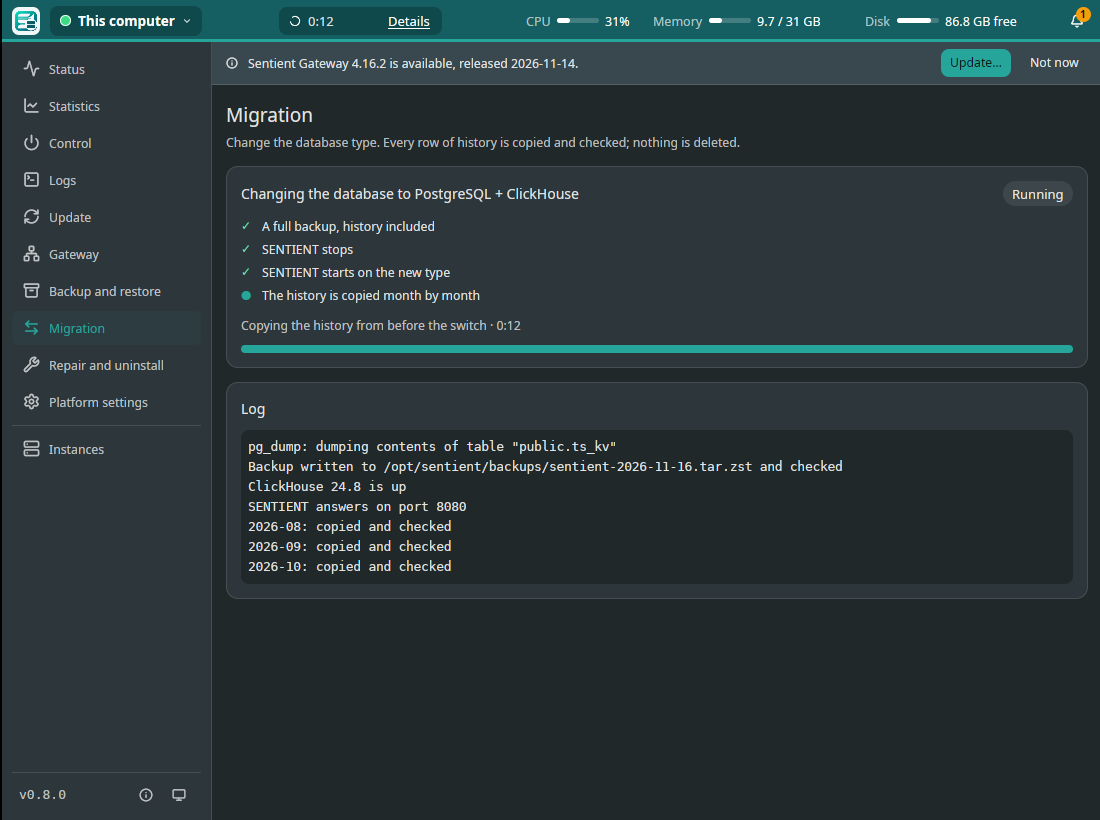 This computer
0:12
Details
CPU 31%
Memory 9.7 / 31 GB
Disk 86.8 GB free
1
Status
Statistics
Control
Logs
Update
Gateway
Backup and restore
Migration
Repair and uninstall
Platform settings
Instances
v0.8.0
Sentient Gateway 4.16.2 is available, released 2026-11-14.
Update...
Not now
Migration
Change the database type. Every row of history is copied and checked; nothing is deleted.
Changing the database to PostgreSQL + ClickHouse
Running
✓ A full backup, history included
✓ SENTIENT stops
✓ SENTIENT starts on the new type
The history is copied month by month
Copying the history from before the switch · 0:12
Log
pg_dump: dumping contents of table "public.ts_kv"
Backup written to /opt/sentient/backups/sentient-2026-11-16.tar.zst and checked
ClickHouse 24.8 is up
SENTIENT answers on port 8080
2026-08: copied and checked
2026-09: copied and checked
2026-10: copied and checked